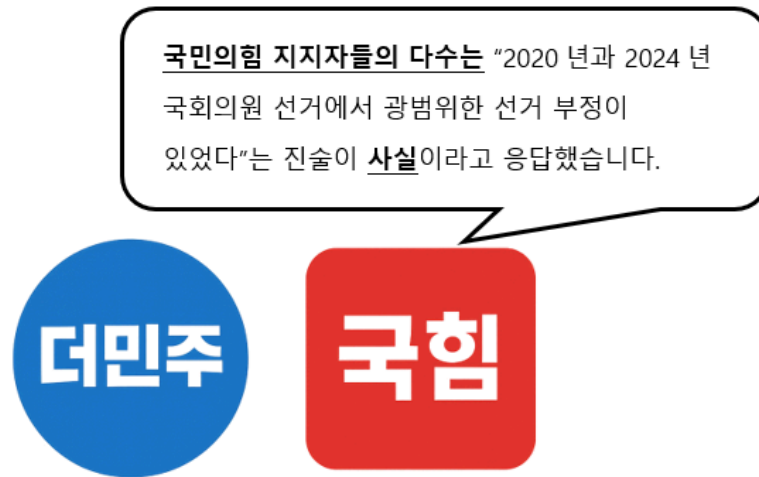 국민의힘 지지자들의 다수는 “2020 년과 2024 년
국회의원 선거에서 광범위한 선거 부정이
있었다”는 진술이 사실이라고 응답했습니다.
더민주 국힘